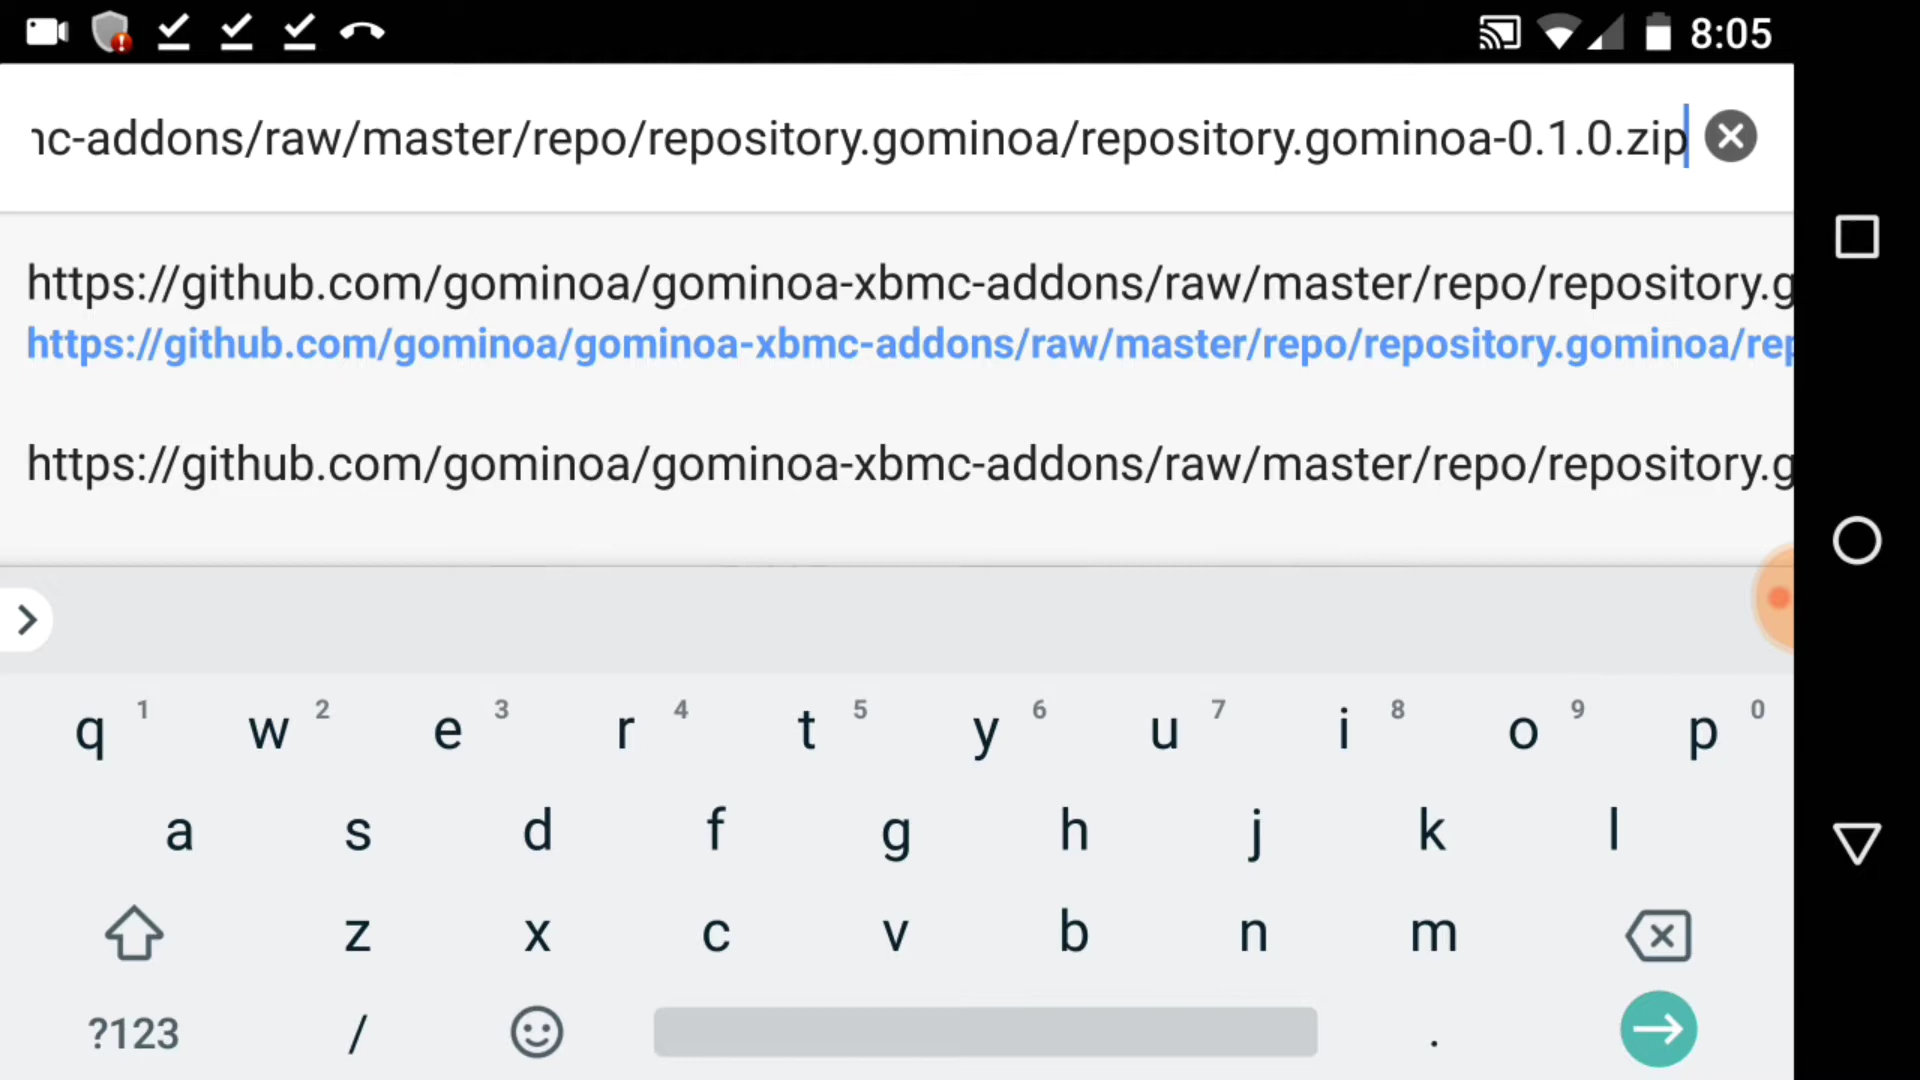 8:05
nc-addons/raw/master/repo/repository.gominoa/repository.gominoa-0.1.0.zip
https://github.com/gominoa/gominoa-xbmc-addons/raw/master/repo/repository.g
https://github.com/gominoa/gominoa-xbmc-addons/raw/master/repo/repository.gominoa/rep
https://github.com/gominoa/gominoa-xbmc-addons/raw/master/repo/repository.g
q 1 w 2 e 3 r 4 t 5 y 6 u 7 i 8 o 9 p 0
a s d f g h j k l
z x c v b n m
?123 / .